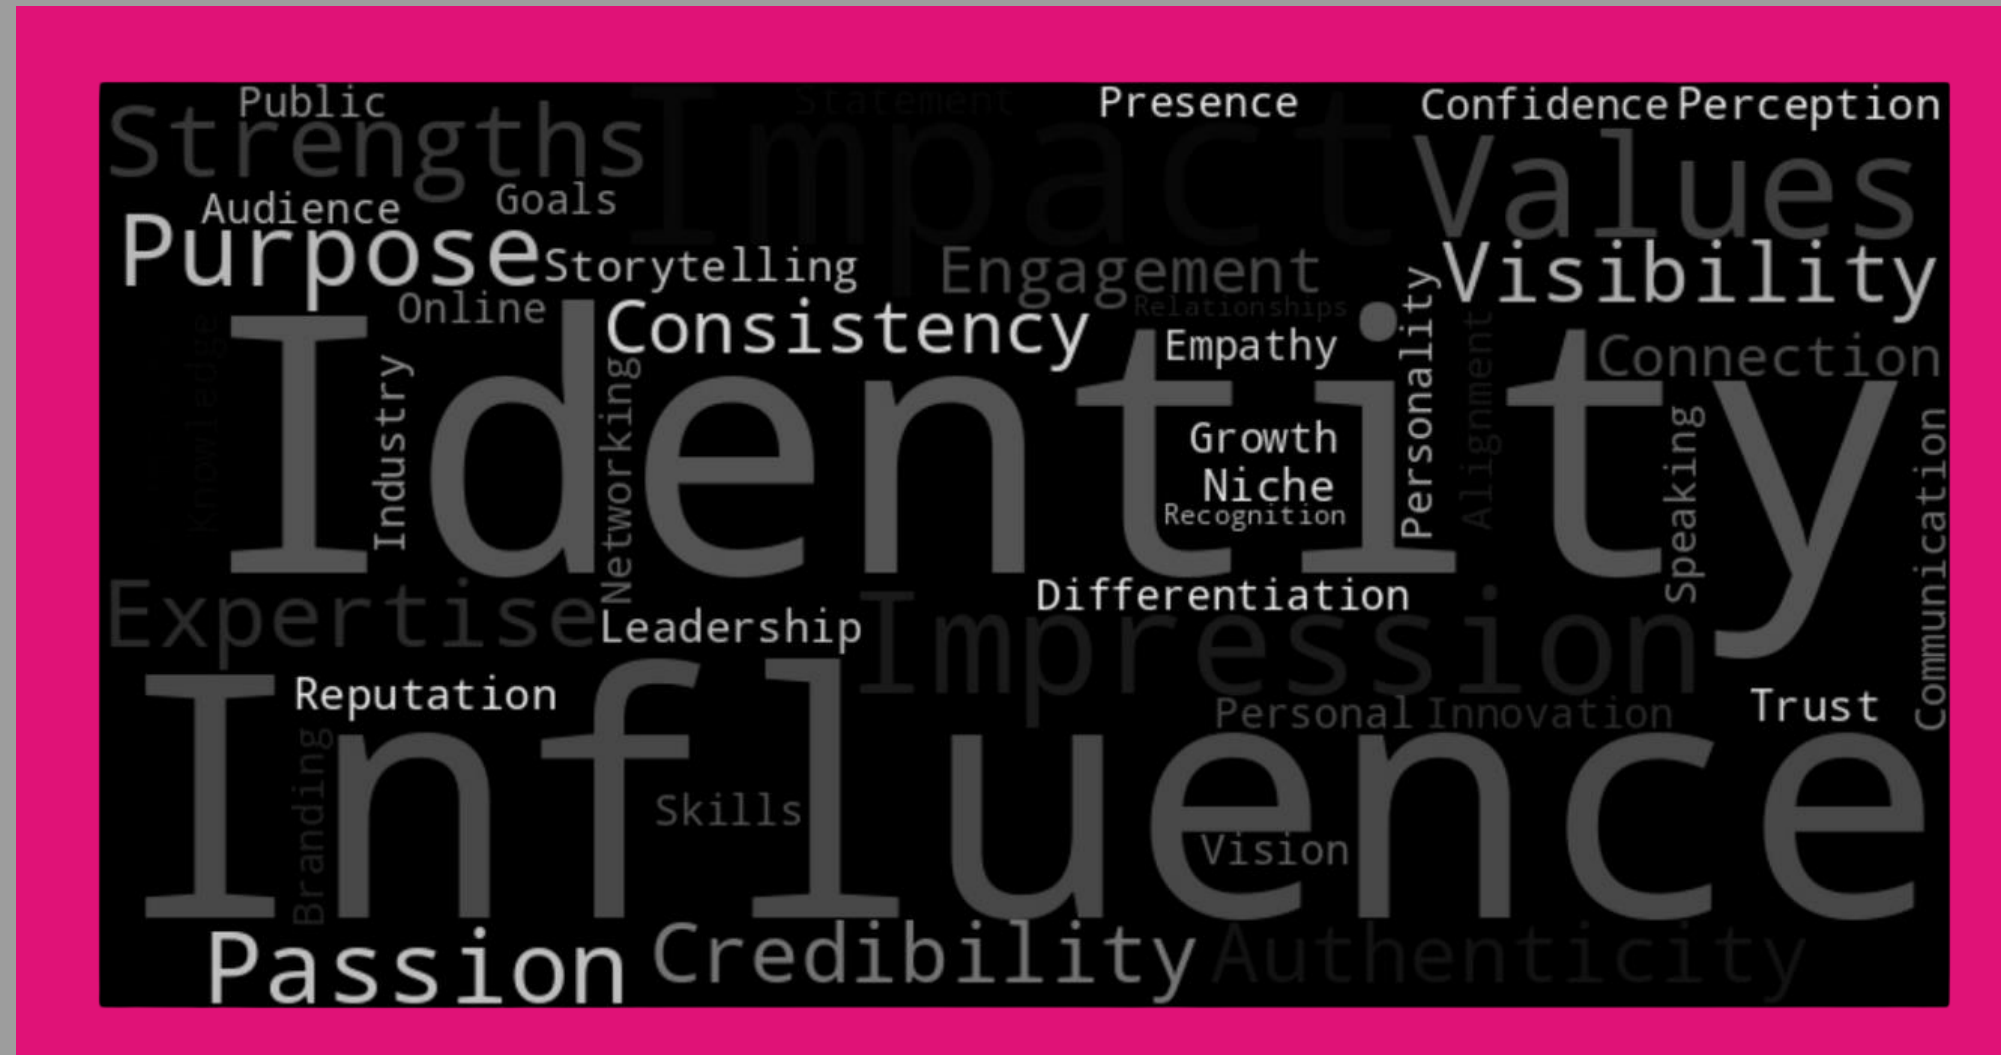 Public
Statement
Presence
Confidence
Perception
Strengths
Impact
Values
Audience
Goals
Purpose
Storytelling
Engagement
Visibility
Online
Consistency
Relationships
Empathy
Personality
Alignment
Connection
Knowledge
Identity
Industry
Networking
Growth
Niche
Recognition
Speaking
Communication
Expertise
Leadership
Differentiation
Impression
Reputation
Personal
Innovation
Trust
Influence
Branding
Skills
Vision
Passion
Credibility
Authenticity